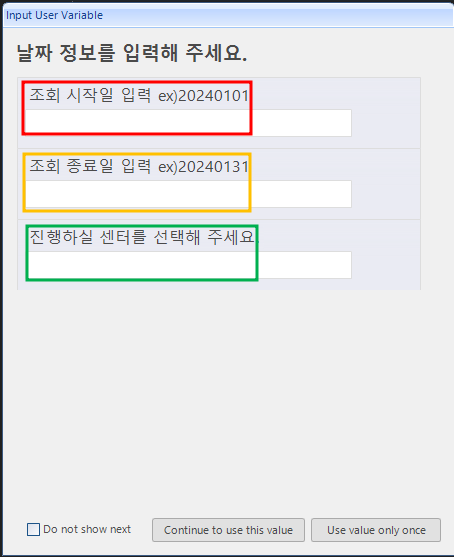 Input User Variable
날짜 정보를 입력해 주세요.
조회 시작일 입력 ex)20240101
조회 종료일 입력 ex)20240131
진행하실 센터를 선택해 주세요.
Do not show next
Continue to use this value
Use value only once